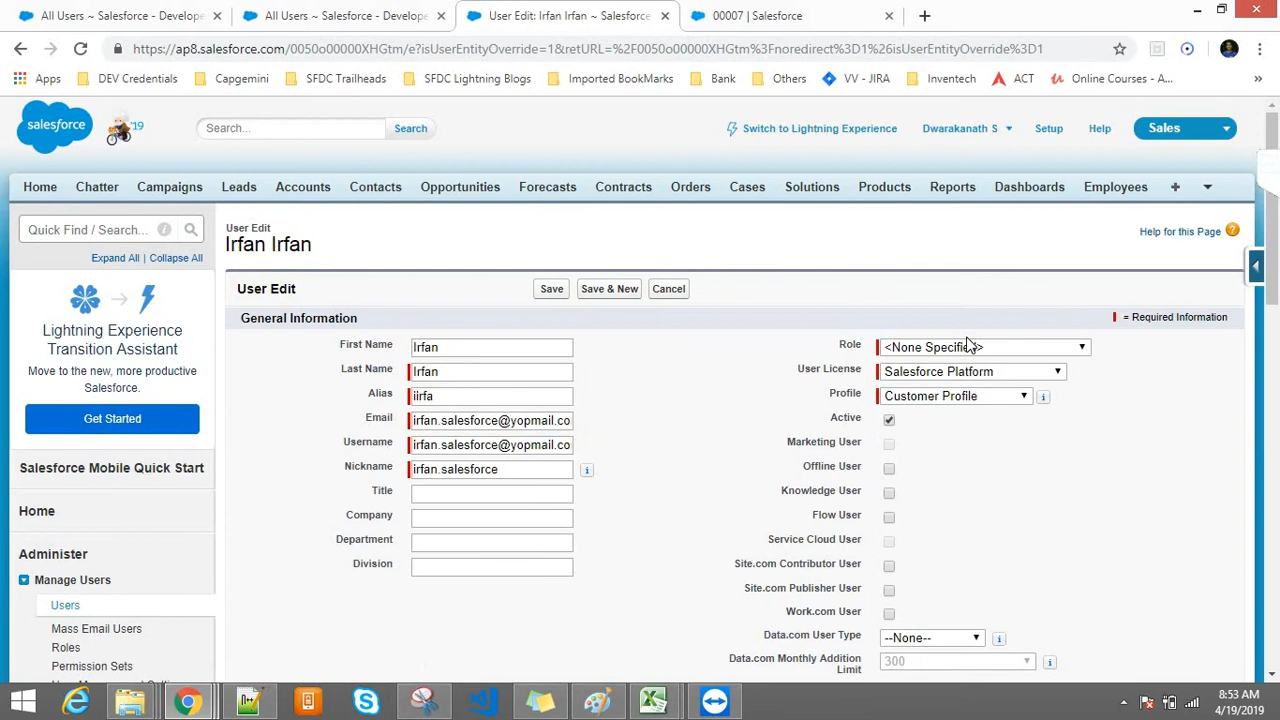 All Users ~ Salesforce - Develope
All Users ~ Salesforce - Develope
User Edit: Irfan Irfan ~ Salesforce
00007 | Salesforce
https://ap8.salesforce.com/0050o00000XHGtm/e?isUserEntityOverride=1&retURL=%2F0050o00000XHGtm%3Fnoredirect%3D1%26isUserEntityOverride%3D1
Apps
DEV Credentials
Capgemini
SFDC Trailheads
SFDC Lightning Blogs
Imported BookMarks
Bank
Others
VV - JIRA
Inventech
ACT
Online Courses - A...
»
salesforce
'19
Search...
Search
Switch to Lightning Experience
Dwarakanath S
Setup
Help
Sales
Home
Chatter
Campaigns
Leads
Accounts
Contacts
Opportunities
Forecasts
Contracts
Orders
Cases
Solutions
Products
Reports
Dashboards
Employees
+
Quick Find / Search...
Expand All | Collapse All
Lightning Experience
Transition Assistant
Move to the new, more productive
Salesforce.
Get Started
Salesforce Mobile Quick Start
Home
Administer
Manage Users
Users
Mass Email Users
Roles
Permission Sets
User Edit
Irfan Irfan
Help for this Page
User Edit
Save
Save & New
Cancel
General Information
= Required Information
First Name
Irfan
Last Name
Irfan
Alias
iirfa
Email
irfan.salesforce@yopmail.co
Username
irfan.salesforce@yopmail.co
Nickname
irfan.salesforce
Title
Company
Department
Division
Role
<None Specified>
User License
Salesforce Platform
Profile
Customer Profile
Active
Marketing User
Offline User
Knowledge User
Flow User
Service Cloud User
Site.com Contributor User
Site.com Publisher User
Work.com User
Data.com User Type
--None--
Data.com Monthly Addition
Limit
300
8:53 AM
4/19/2019